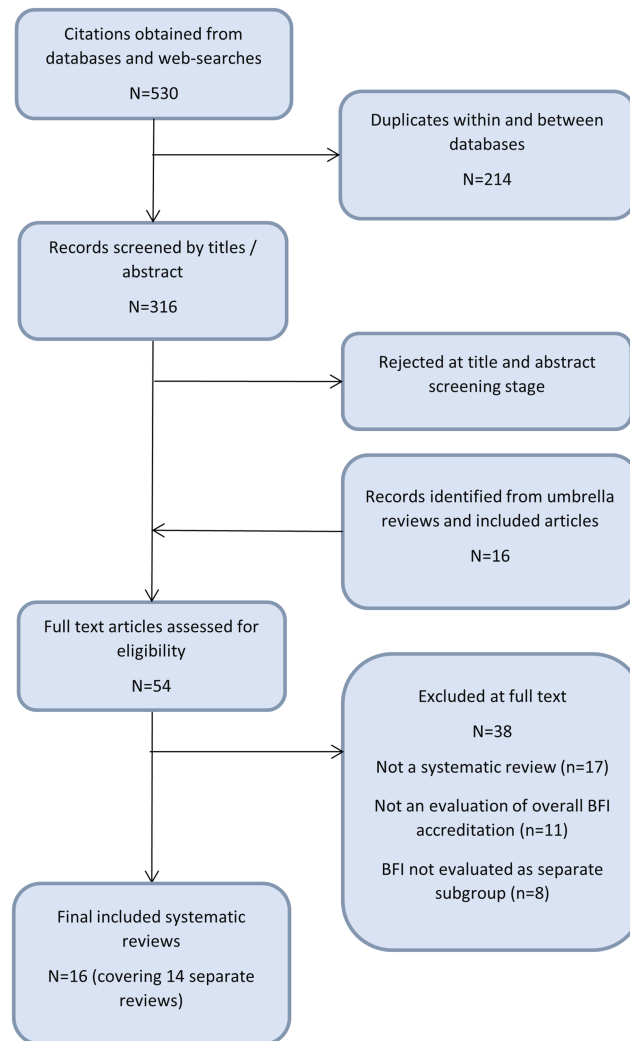 Citations obtained from
databases and web-searches
N=530
Duplicates within and between
databases
N=214
Records screened by titles /
abstract
N=316
Rejected at title and abstract
screening stage
Records identified from umbrella
reviews and included articles
N=16
Full text articles assessed for
eligibility
N=54
Excluded at full text
N=38
Not a systematic review (n=17)
Not an evaluation of overall BFI
accreditation (n=11)
BFI not evaluated as separate
subgroup (n=8)
Final included systematic
reviews
N=16 (covering 14 separate
reviews)